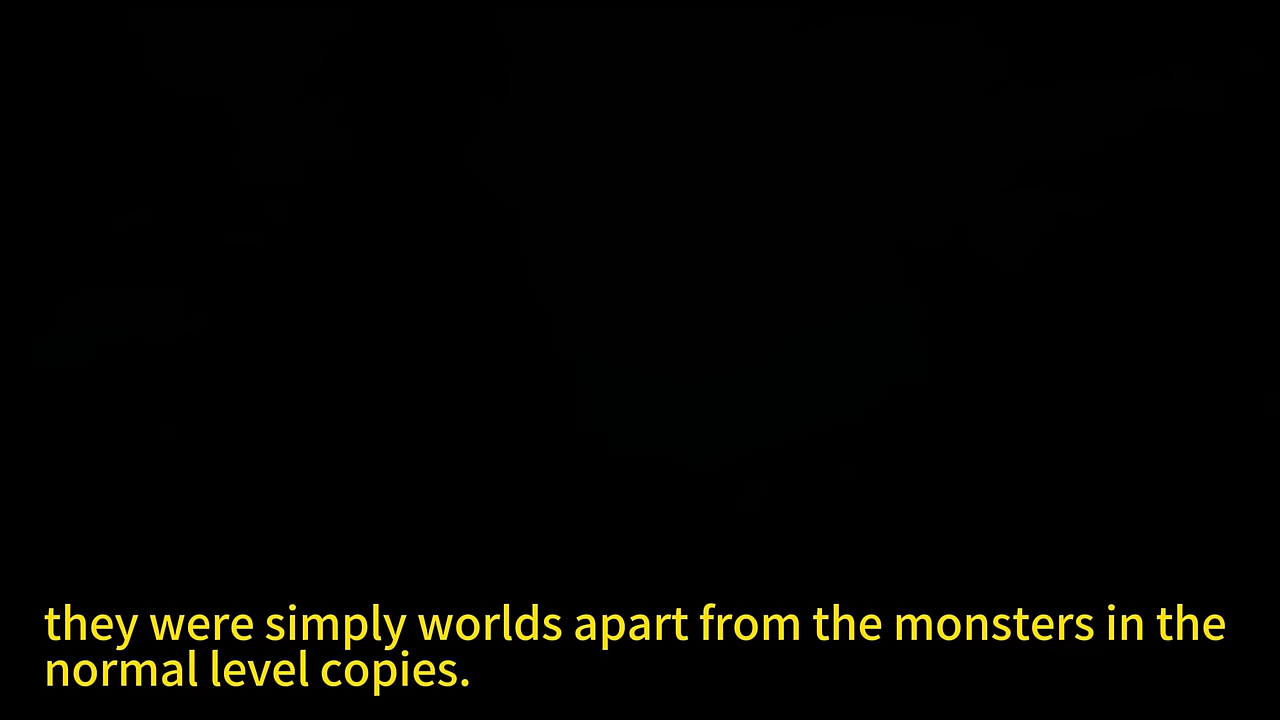 they were simply worlds apart from the monsters in the
normal level copies.